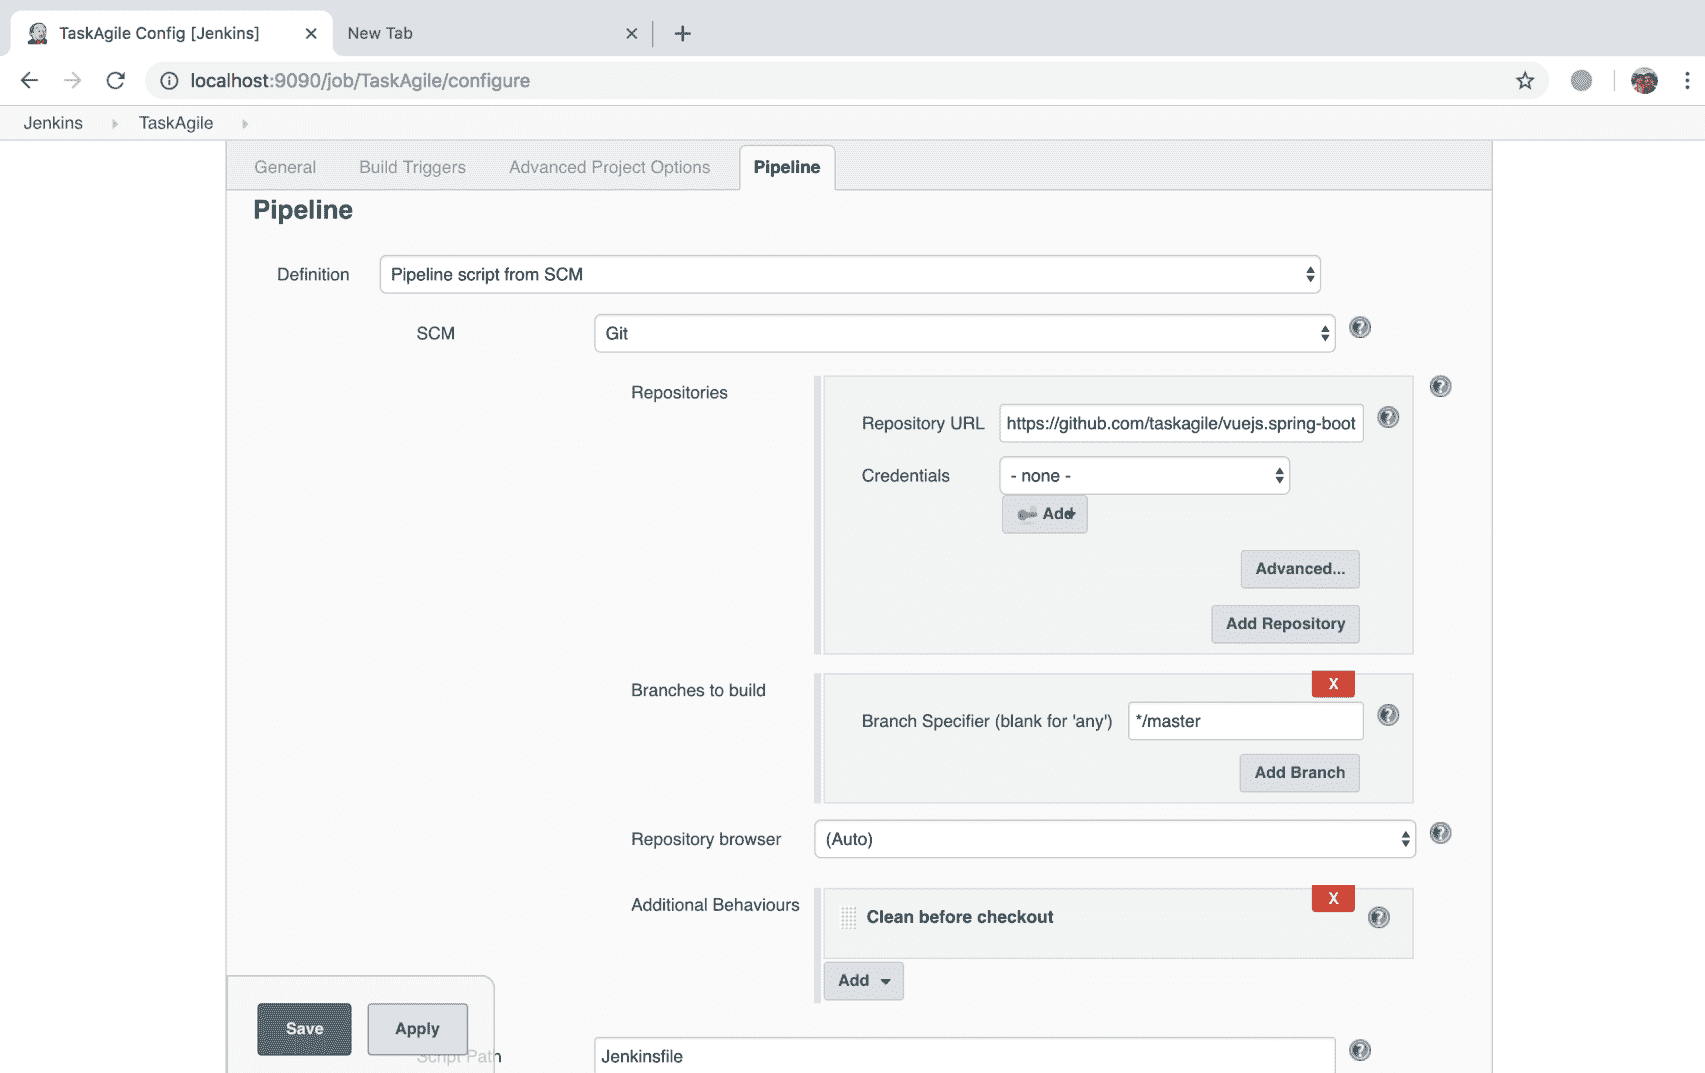 TaskAgile Config [Jenkins]
New Tab
localhost:9090/job/TaskAgile/configure
Jenkins
TaskAgile
General
Build Triggers
Advanced Project Options
Pipeline
Pipeline
Definition
Pipeline script from SCM
SCM
Git
Repositories
Repository URL
https://github.com/taskagile/vuejs.spring-boot
Credentials
- none -
Add
Advanced...
Add Repository
Branches to build
X
Branch Specifier (blank for 'any')
*/master
Add Branch
Repository browser
(Auto)
Additional Behaviours
X
Clean before checkout
Add
Save
Apply
Script Path
Jenkinsfile